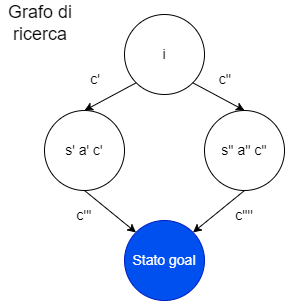 Grafo di
ricerca
i
c'
c''
s' a' c'
s'' a'' c''
c'''
c''''
Stato goal